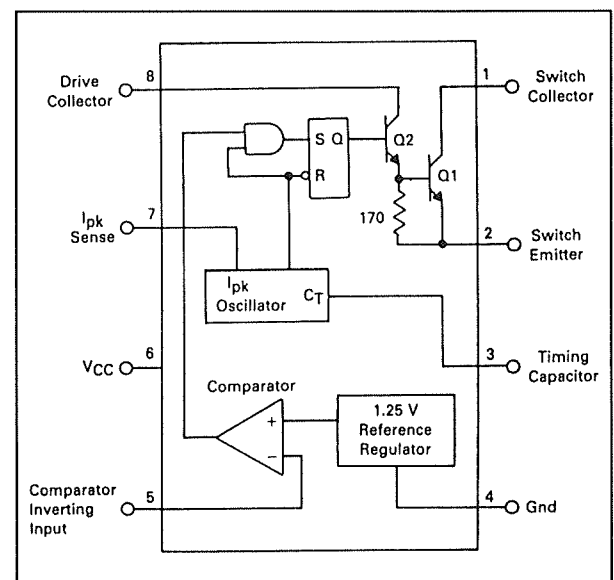 Drive
Collector
8
1
Switch
Collector
S Q
R
Q2
Q1
170
Ipk
Sense
7
2
Switch
Emitter
Ipk
Oscillator
CT
VCC
6
3
Timing
Capacitor
Comparator
+
−
1.25 V
Reference
Regulator
Comparator
Inverting
Input
5
4
Gnd